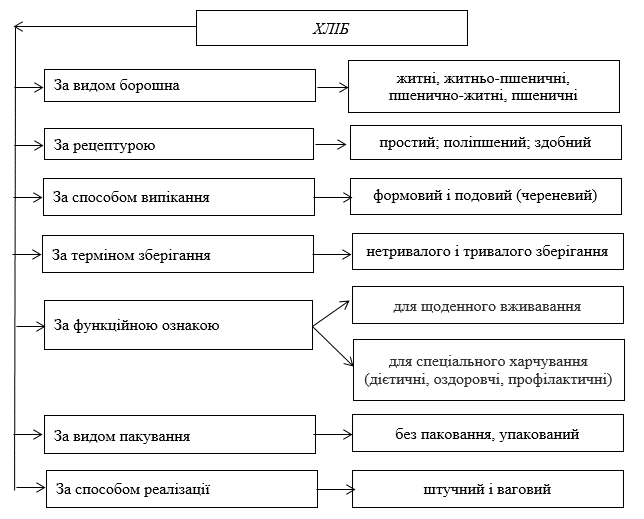 ХЛІБ
За видом борошна
житні, житньо-пшеничні,
пшенично-житні, пшеничні
За рецептурою
простий; поліпшений; здобний
За способом випікання
формовий і подовий (череневий)
За терміном зберігання
нетривалого і тривалого зберігання
За функційною ознакою
для щоденного вживавання
для спеціального харчування
(дієтичні, оздоровчі, профілактичні)
За видом пакування
без паковання, упакований
За способом реалізації
штучний і ваговий